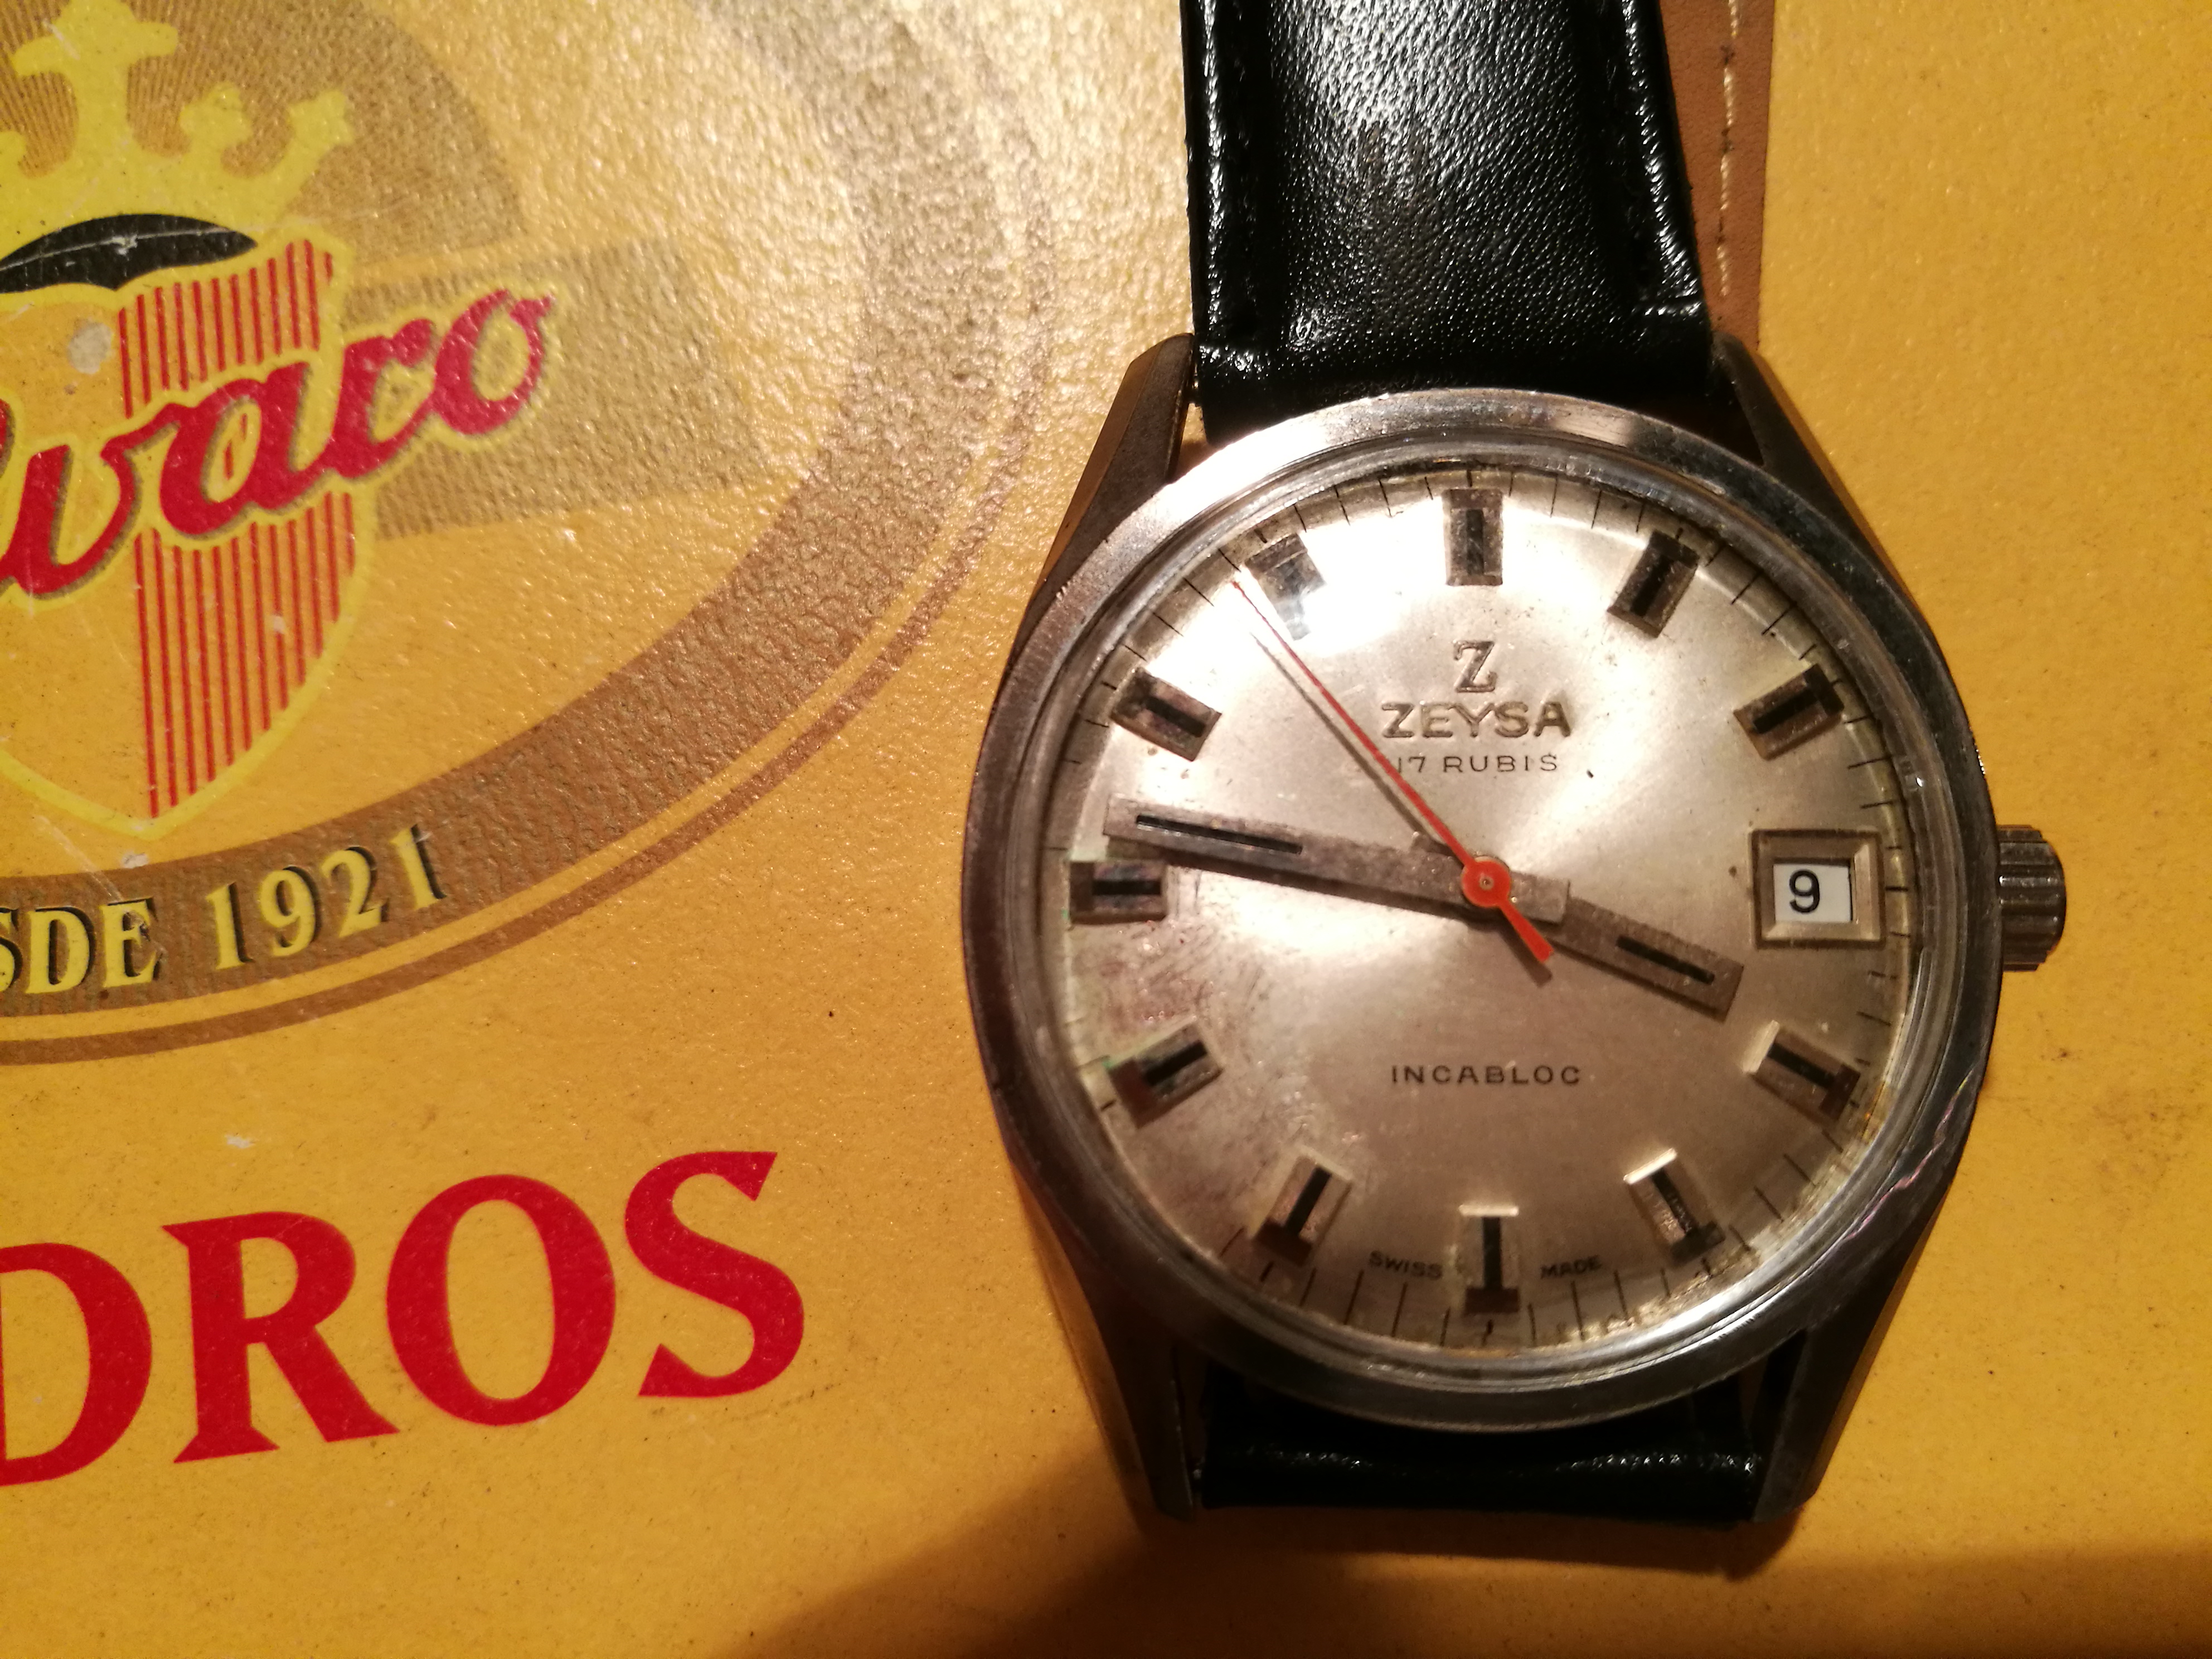 varo
SDE 1921
DROS
Z
ZEYSA
17 RUBIS
9
INCABLOC
SWISS MADE